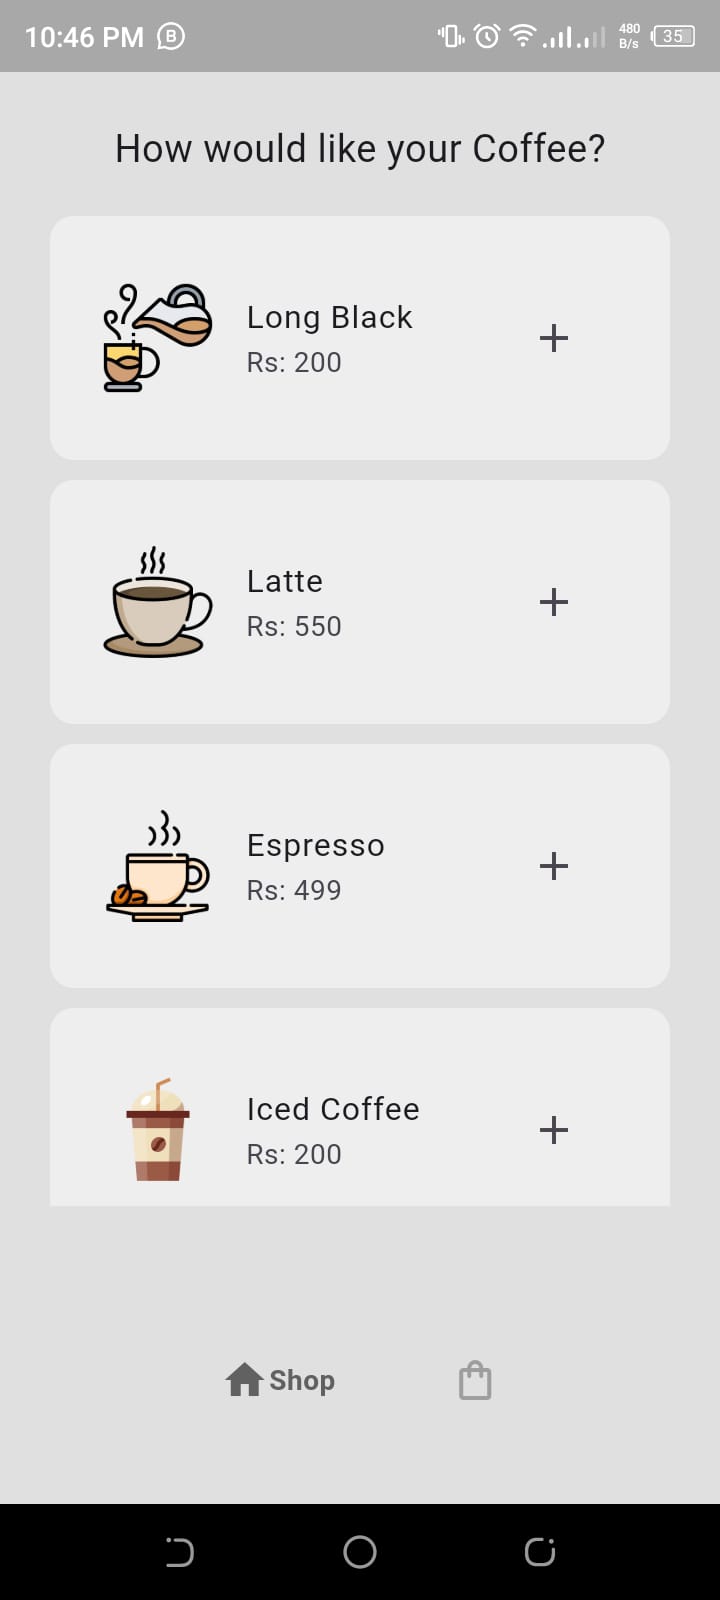 10:46 PM B 480 35
B/s
How would like your Coffee?
Long Black
Rs: 200
Latte
Rs: 550
Espresso
Rs: 499
Iced Coffee
Rs: 200
Shop